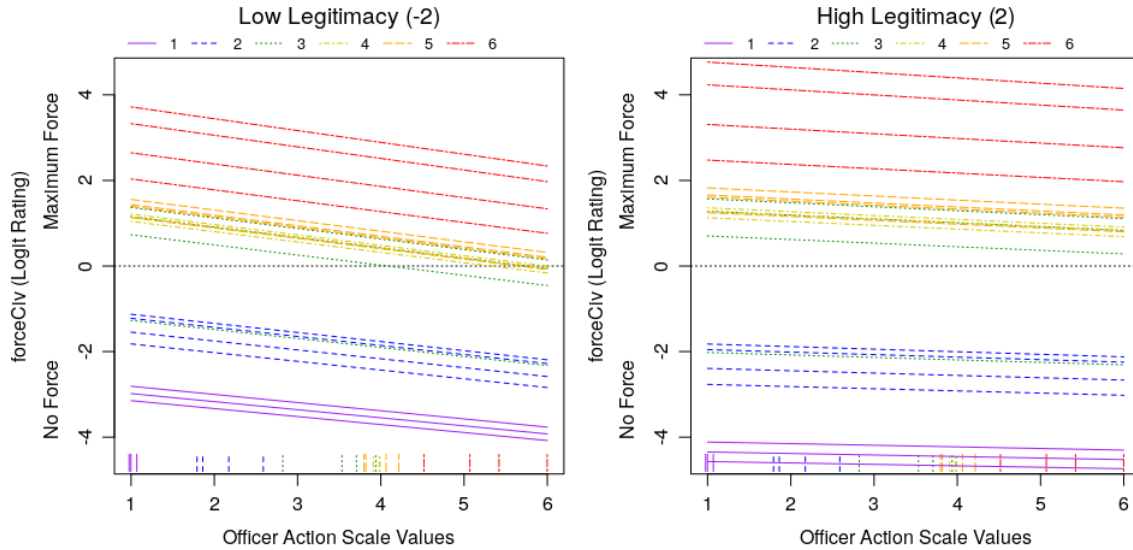 Low Legitimacy (-2)
1 2 3 4 5 6
forceCIv (Logit Rating)
No Force Maximum Force
4
2
0
-2
-4
1 2 3 4 5 6
Officer Action Scale Values
High Legitimacy (2)
1 2 3 4 5 6
forceCIv (Logit Rating)
No Force Maximum Force
4
2
0
-2
-4
1 2 3 4 5 6
Officer Action Scale Values